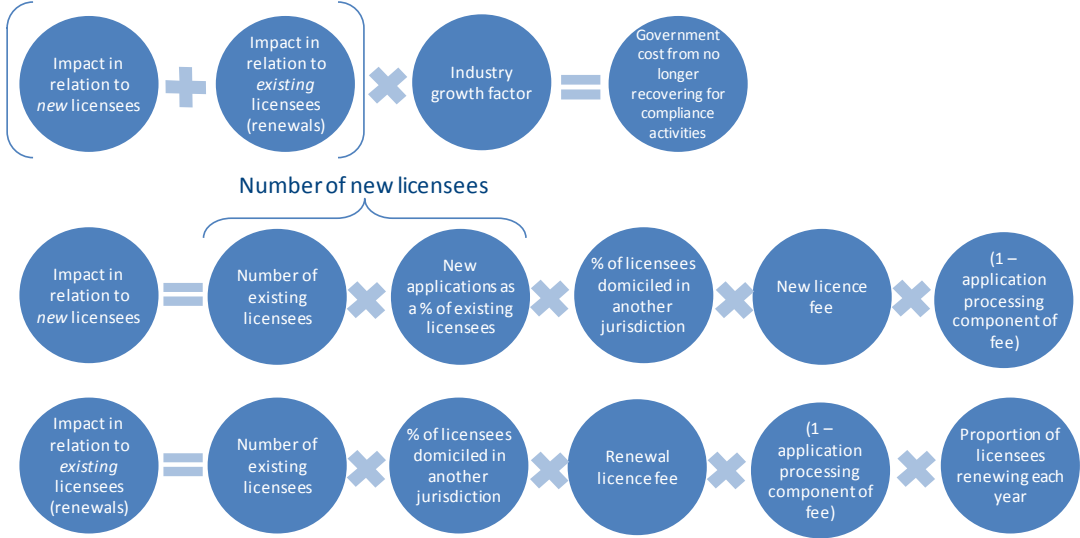 Impact in
relation to
new licensees
Impact in
relation to
existing
licensees
(renewals)
Industry
growth factor
Government
cost from no
longer
recovering for
compliance
activities
Number of new licensees
Impact in
relation to
new licensees
Number of
existing
licensees
New
applications as
a % of existing
licensees
% of licensees
domiciled in
another
jurisdiction
New licence
fee
(1 –
application
processing
component of
fee)
Impact in
relation to
existing
licensees
(renewals)
Number of
existing
licensees
% of licensees
domiciled in
another
jurisdiction
Renewal
licence fee
(1 –
application
processing
component of
fee)
Proportion of
licensees
renewing each
year